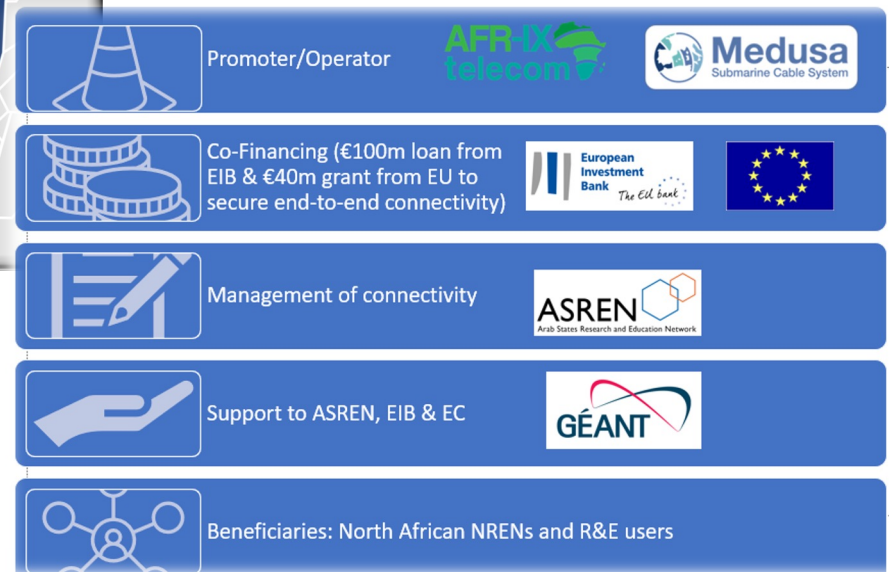 Promoter/Operator
AFR-IX
telecom
Medusa
Submarine Cable System
Co-Financing (€100m loan from
EIB & €40m grant from EU to
secure end-to-end connectivity)
European
Investment
Bank
The EU bank
Management of connectivity
ASREN
Arab States Research and Education Network
Support to ASREN, EIB & EC
GÉANT
Beneficiaries: North African NRENs and R&E users